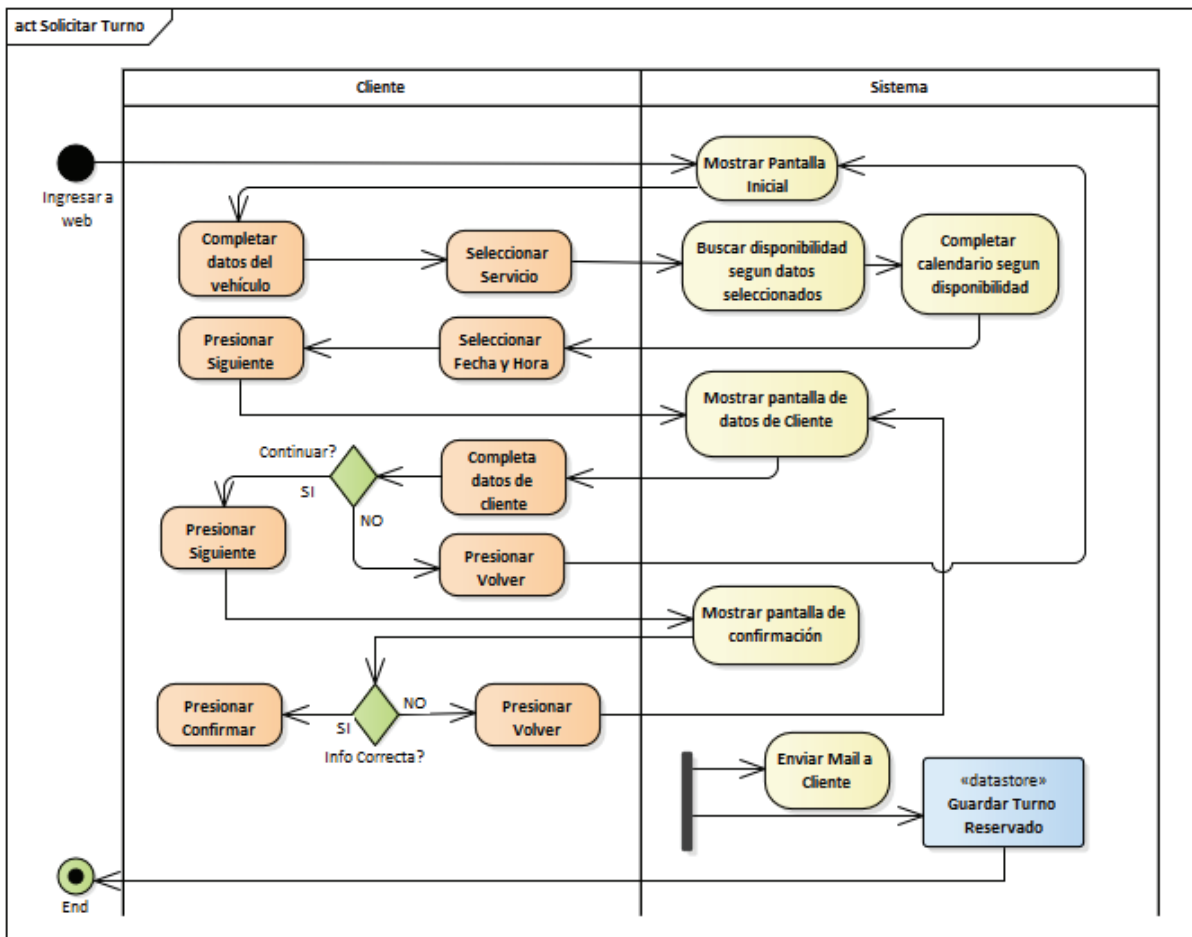 act Solicitar Turno
Cliente
Sistema
Ingresar a
web
Mostrar Pantalla
Inicial
Completar
datos del
vehículo
Seleccionar
Servicio
Buscar disponibilidad
segun datos
seleccionados
Completar
calendario segun
disponibilidad
Presionar
Siguiente
Seleccionar
Fecha y Hora
Mostrar pantalla de
datos de Cliente
Continuar?
SI
NO
Completa
datos de
cliente
Presionar
Siguiente
Presionar
Volver
Mostrar pantalla de
confirmación
Presionar
Confirmar
SI
NO
Info Correcta?
Presionar
Volver
Enviar Mail a
Cliente
«datastore»
Guardar Turno
Reservado
End